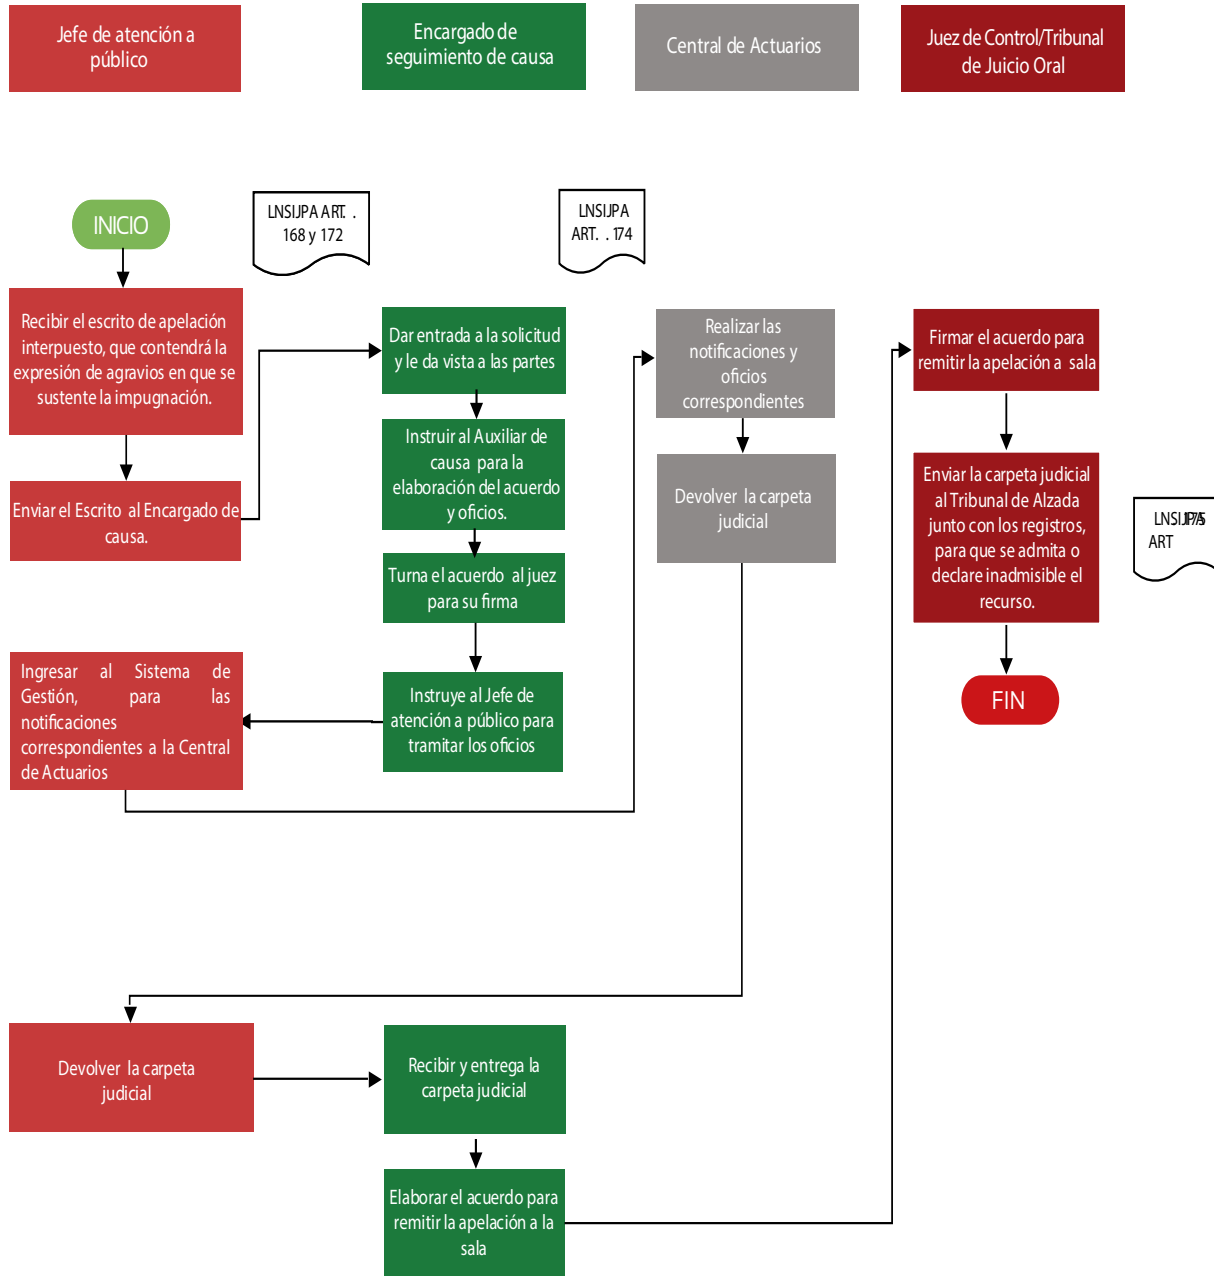 Jefe de atención a
público
Encargado de
seguimiento de causa
Central de Actuarios
Juez de Control/Tribunal
de Juicio Oral
INICIO
LNSIJPA ART. .
168 y 172
LNSIJPA
ART. . 174
Recibir el escrito de apelación
interpuesto, que contendrá la
expresión de agravios en que se
sustente la impugnación.
Enviar el Escrito al Encargado de
causa.
Dar entrada a la solicitud
y le da vista a las partes
Instruir al Auxiliar de
causa para la
elaboración del acuerdo
y oficios.
Turna el acuerdo al juez
para su firma
Instruye al Jefe de
atención a público para
tramitar los oficios
Ingresar al Sistema de
Gestión, para las
notificaciones
correspondientes a la Central
de Actuarios
Realizar las
notificaciones y
oficios
correspondientes
Devolver la carpeta
judicial
Firmar el acuerdo para
remitir la apelación a sala
Enviar la carpeta judicial
al Tribunal de Alzada
junto con los registros,
para que se admita o
declare inadmisible el
recurso.
LNSIJPA 175
ART
FIN
Devolver la carpeta
judicial
Recibir y entrega la
carpeta judicial
Elaborar el acuerdo para
remitir la apelación a la
sala